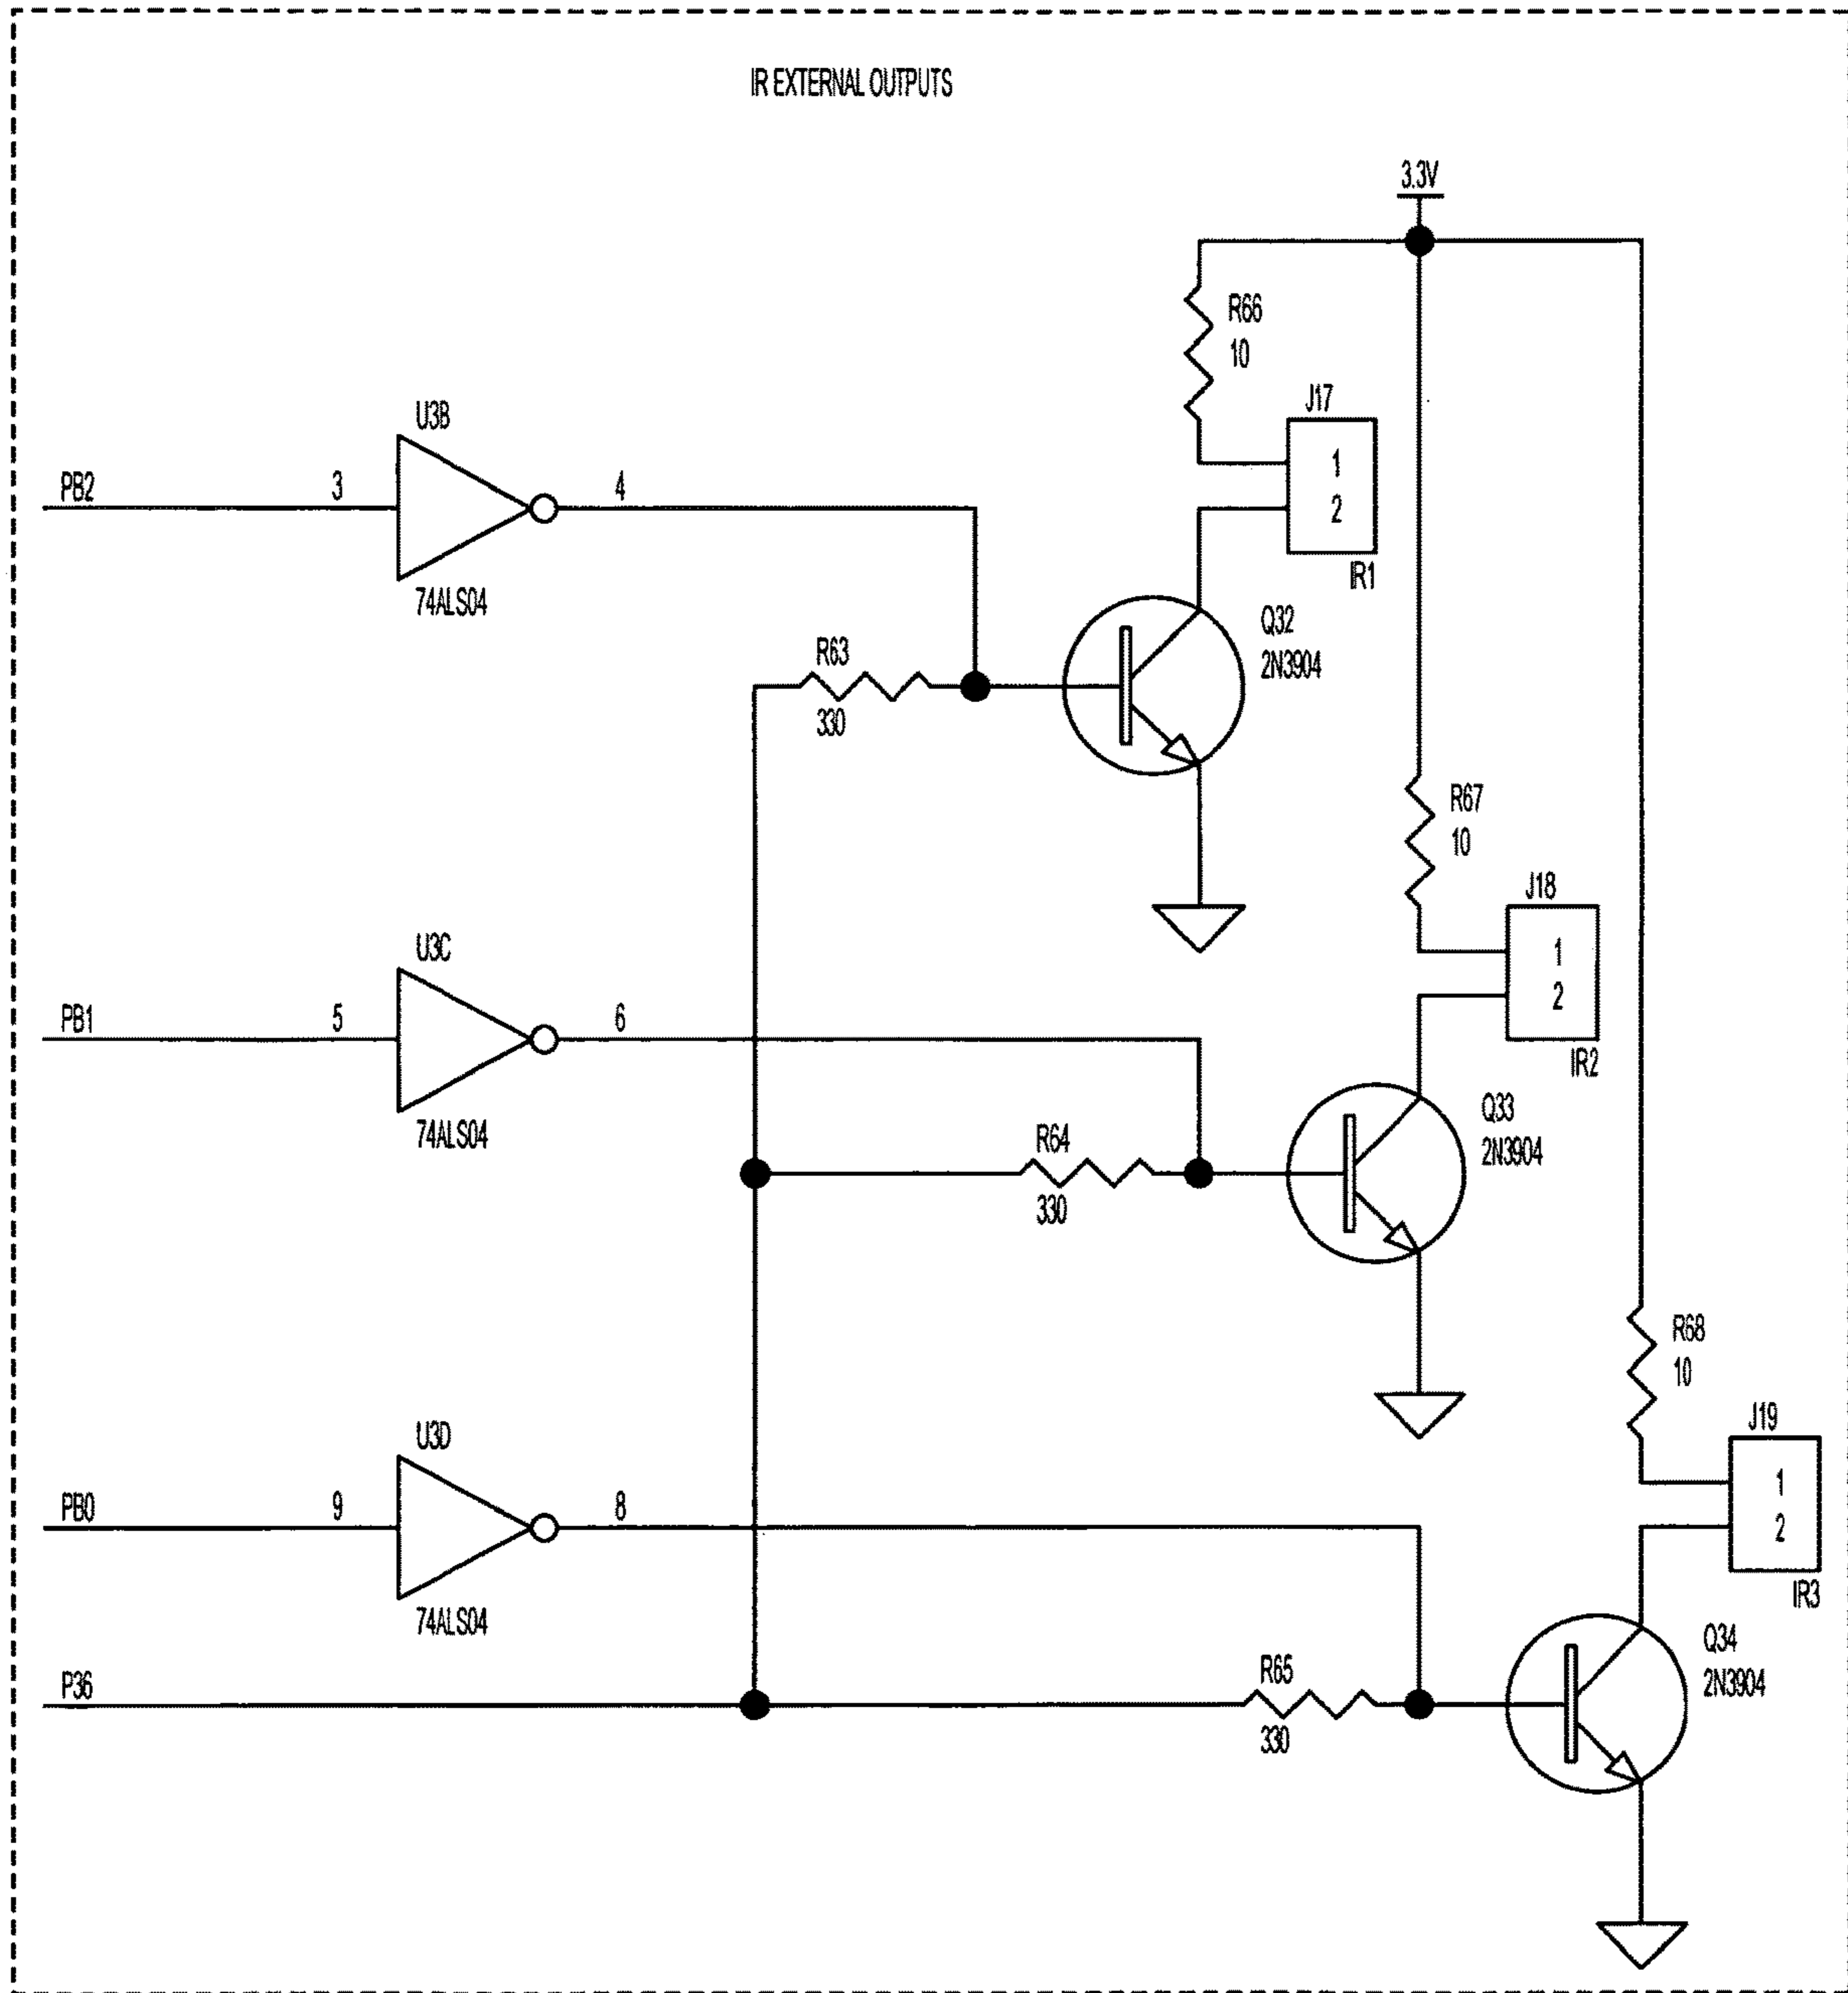 IR EXTERNAL OUTPUTS
3.3V
R66
10
J17
1
2
IR1
U3B
PB2
3
4
74ALS04
R63
330
Q32
2N3904
R67
10
J18
1
2
IR2
U3C
PB1
5
6
74ALS04
R64
330
Q33
2N3904
R68
10
J19
1
2
IR3
U3D
PB0
9
8
74ALS04
P36
R65
330
Q34
2N3904